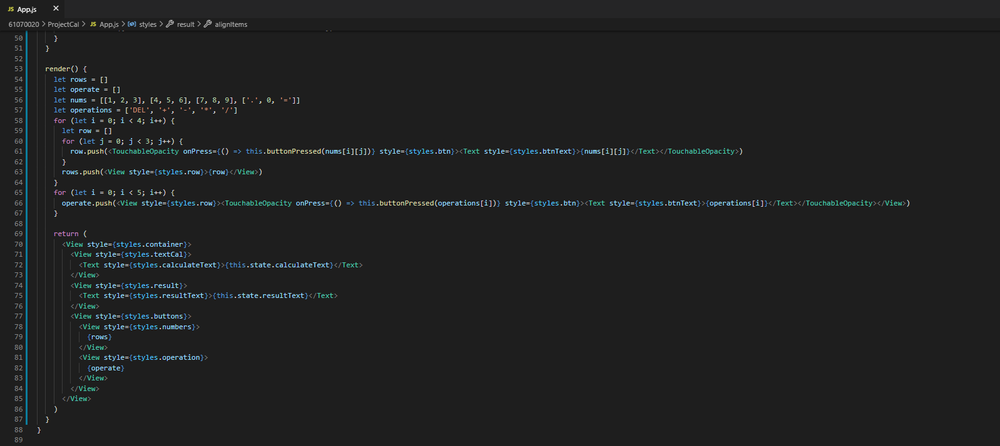 JS App.js ×
61070020 > ProjectCal > JS App.js > styles > result > alignItems
50 }
51 }
52
53 render() {
54 let rows = []
55 let operate = []
56 let nums = [[1, 2, 3], [4, 5, 6], [7, 8, 9], ['.', 0, '=']]
57 let operations = ['DEL', '+', '-', '*', '/']
58 for (let i = 0; i < 4; i++) {
59 let row = []
60 for (let j = 0; j < 3; j++) {
61 row.push(<TouchableOpacity onPress={() => this.buttonPressed(nums[i][j])} style={styles.btn}><Text style={styles.btnText}>{nums[i][j]}</Text></TouchableOpacity>)
62 }
63 rows.push(<View style={styles.row}>{row}</View>)
64 }
65 for (let i = 0; i < 5; i++) {
66 operate.push(<View style={styles.row}><TouchableOpacity onPress={() => this.buttonPressed(operations[i])} style={styles.btn}><Text style={styles.btnText}>{operations[i]}</Text></TouchableOpacity></View>)
67 }
68
69 return (
70 <View style={styles.container}>
71 <View style={styles.textCal}>
72 <Text style={styles.calculateText}>{this.state.calculateText}</Text>
73 </View>
74 <View style={styles.result}>
75 <Text style={styles.resultText}>{this.state.resultText}</Text>
76 </View>
77 <View style={styles.buttons}>
78 <View style={styles.numbers}>
79 {rows}
80 </View>
81 <View style={styles.operation}>
82 {operate}
83 </View>
84 </View>
85 </View>
86 )
87 }
88 }
89